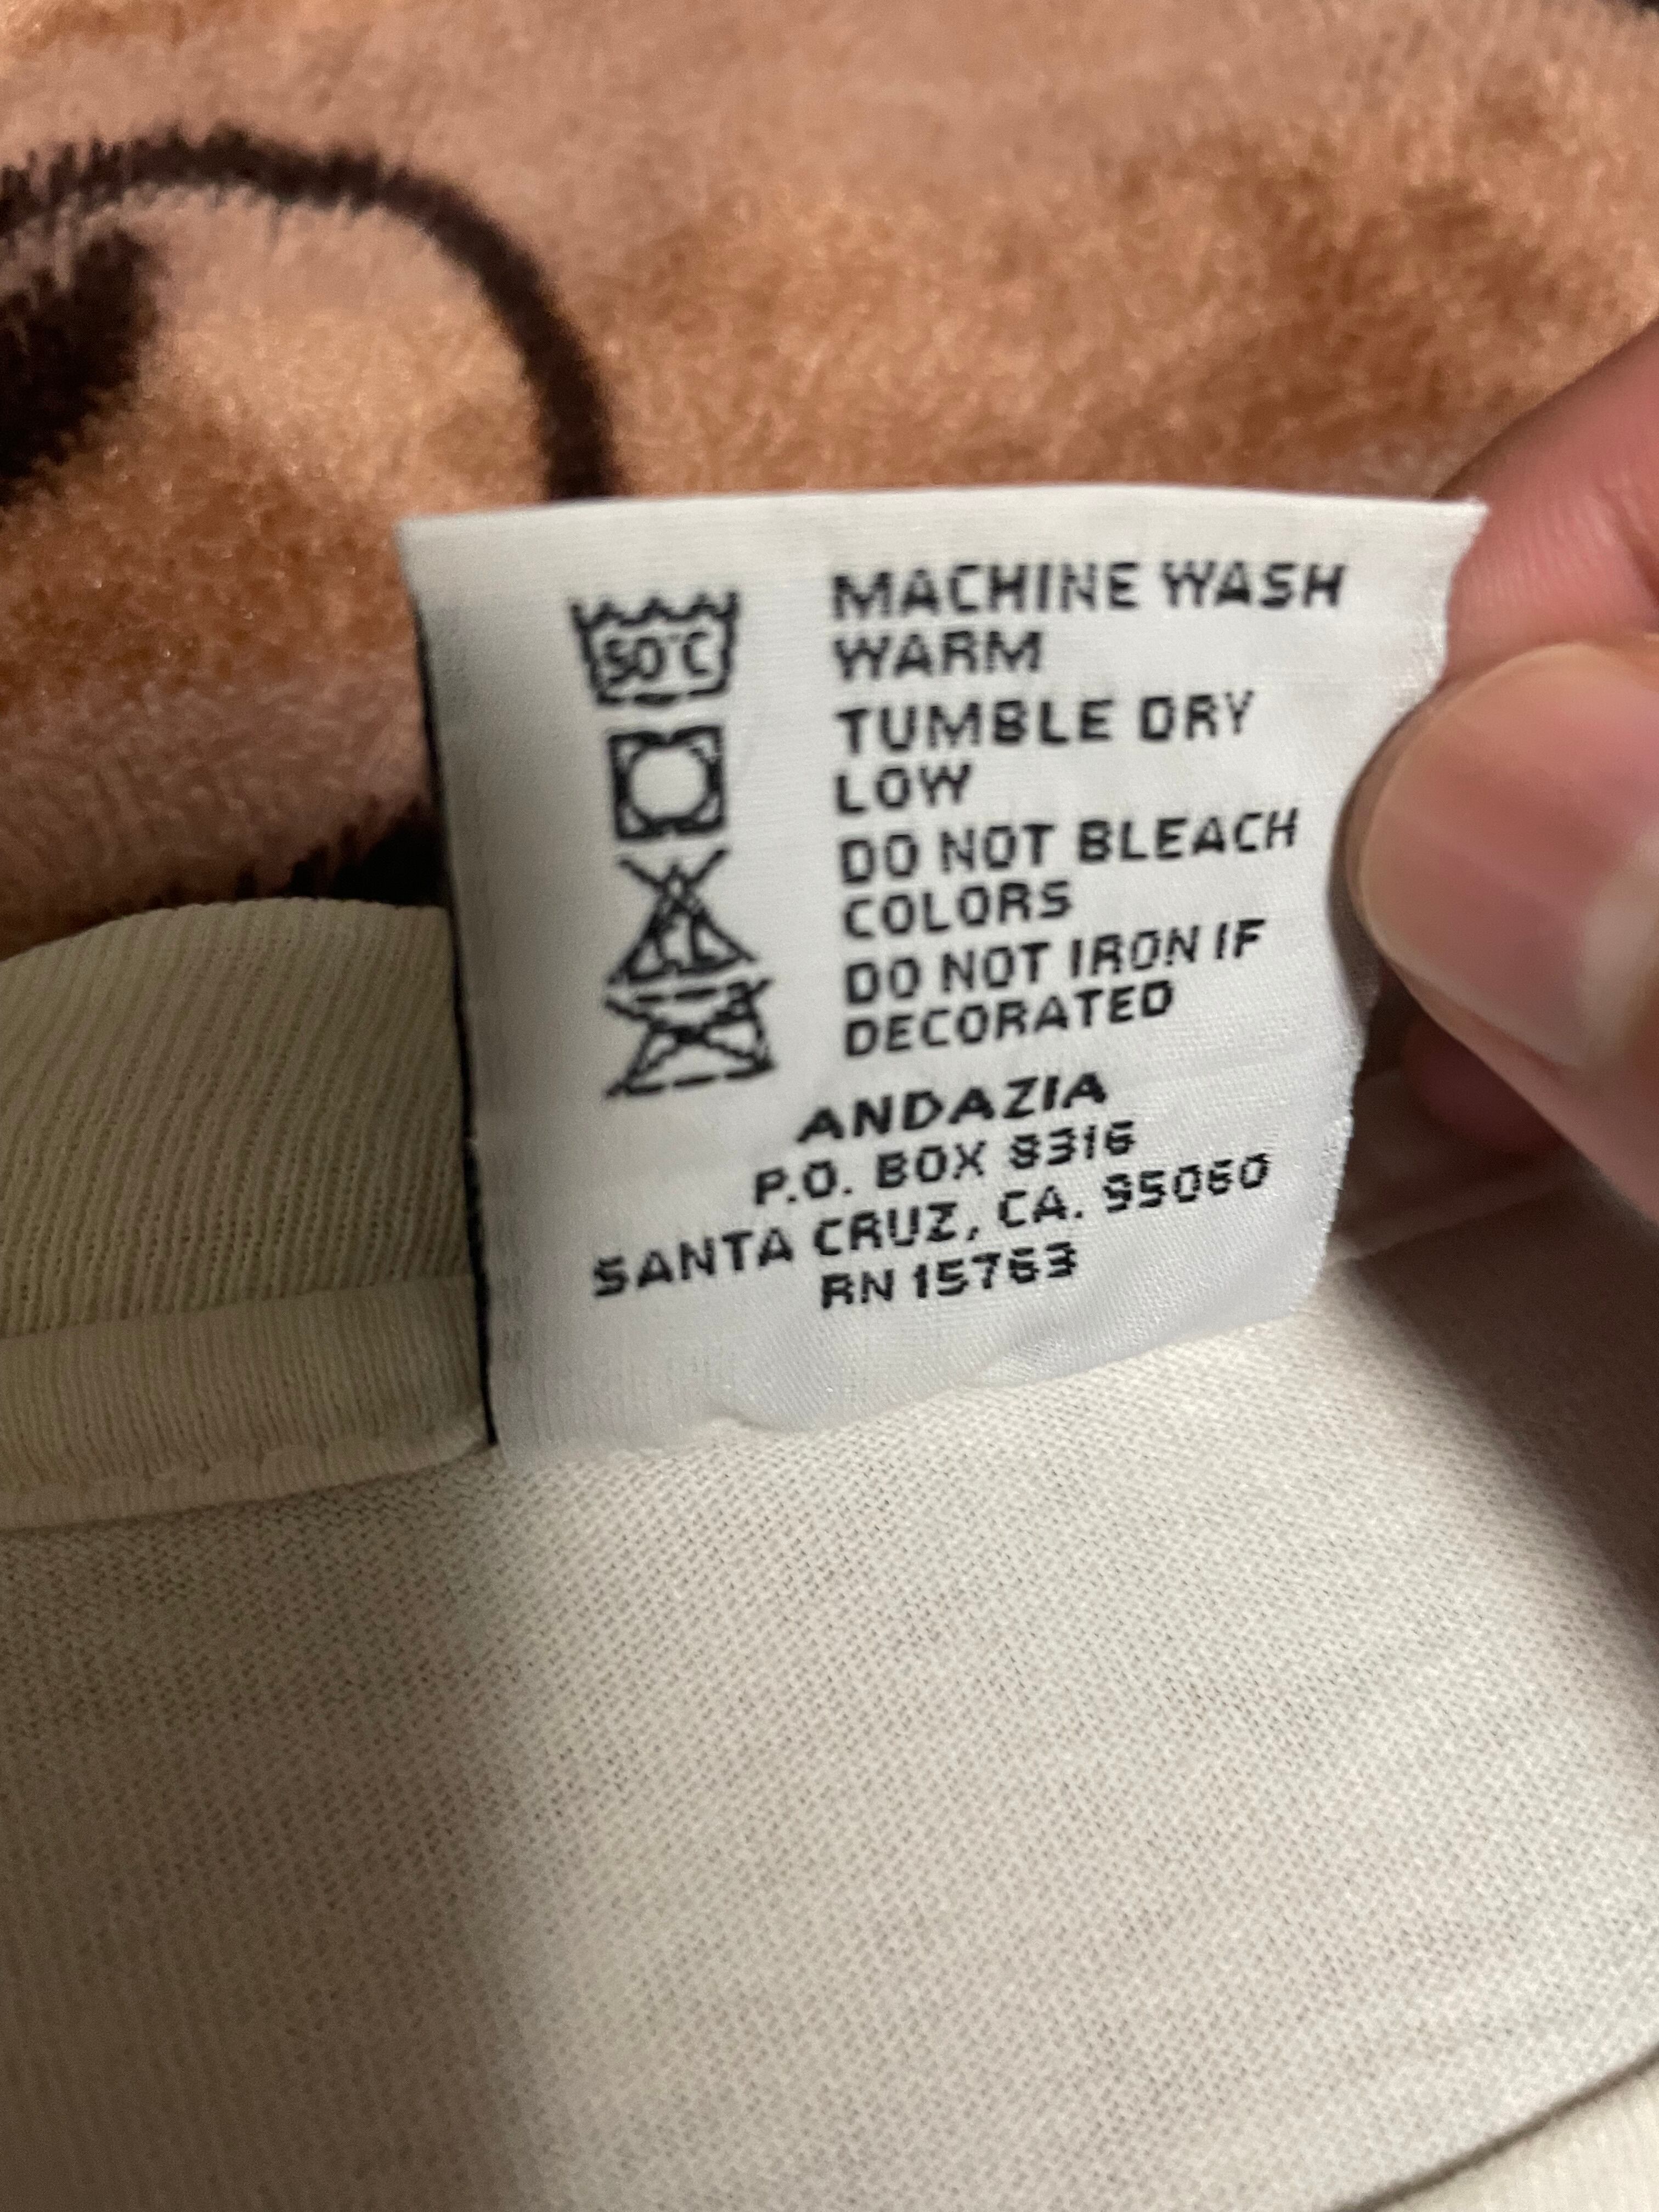 50°C
MACHINE WASH
WARM
TUMBLE DRY
LOW
DO NOT BLEACH
COLORS
DO NOT IRON IF
DECORATED
ANDAZIA
P.O. BOX 8316
SANTA CRUZ, CA. 95060
RN 15763